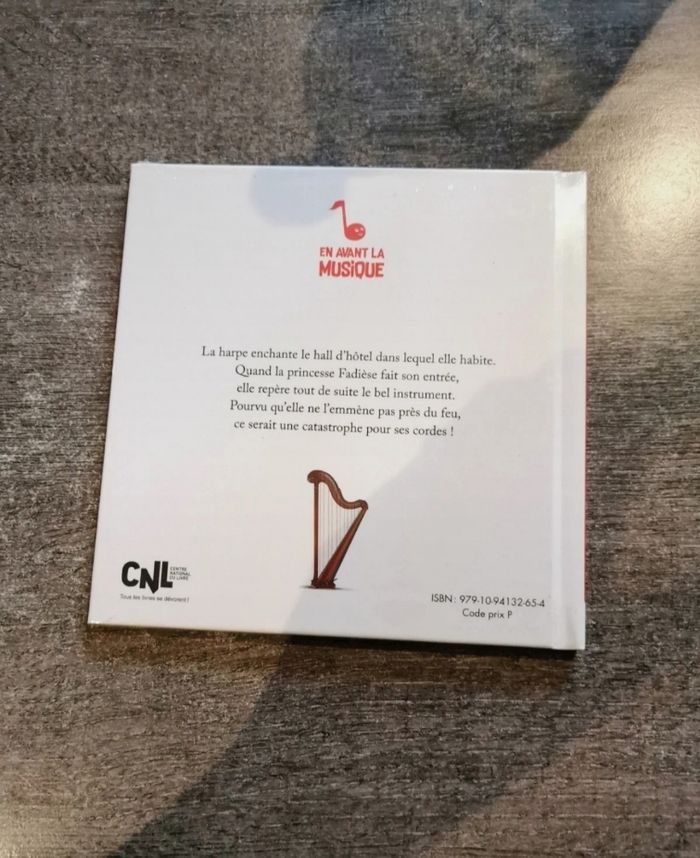 EN AVANT LA
MUSiQUE
La harpe enchante le hall d'hôtel dans lequel elle habite.
Quand la princesse Fadièse fait son entrée,
elle repère tout de suite le bel instrument.
Pourvu qu'elle ne l'emmène pas près du feu,
ce serait une catastrophe pour ses cordes !
CNL
CENTRE
NATIONAL
DU LIVRE
Tous les livres se dévorent !
ISBN : 979-10-94132-65-4
Code prix P